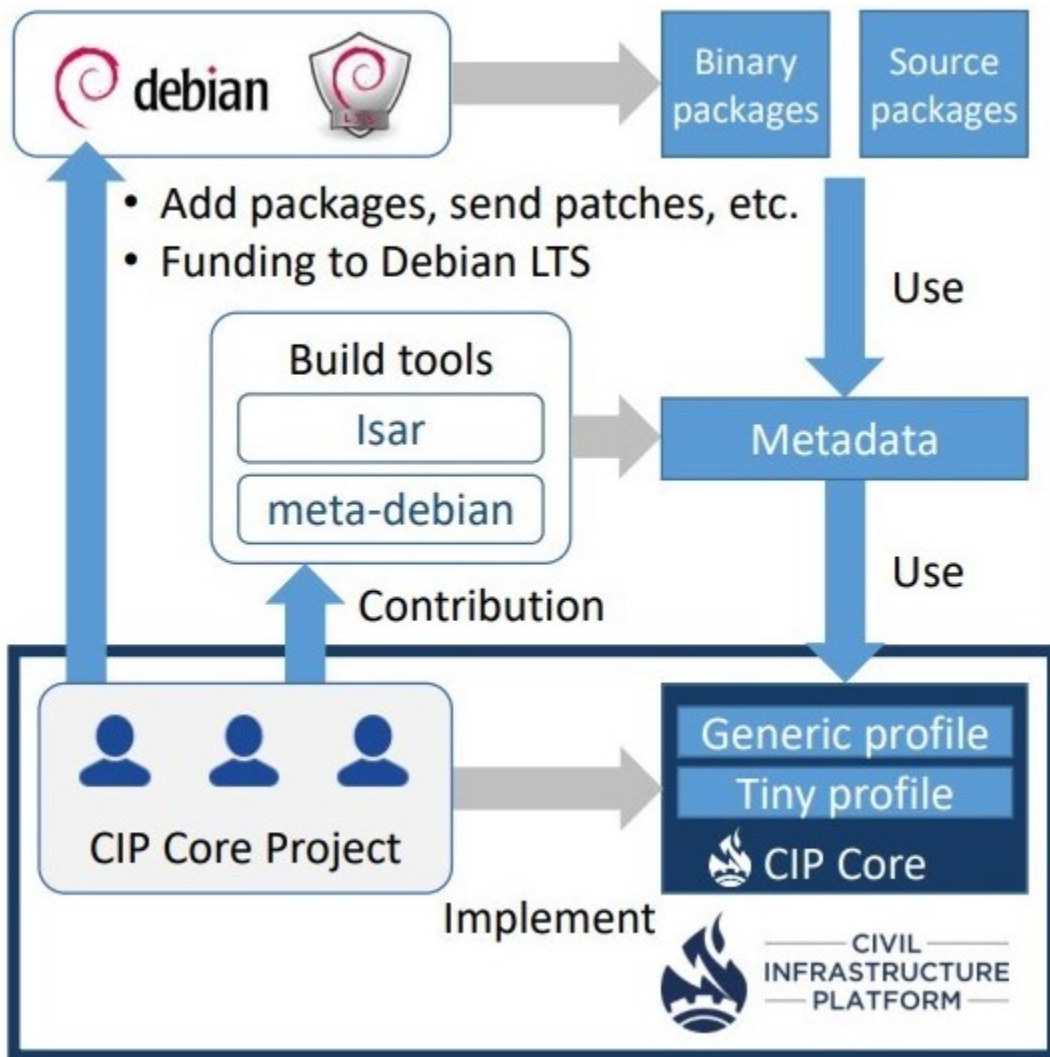 debian
LTS
Binary
packages
Source
packages
• Add packages, send patches, etc.
• Funding to Debian LTS
Use
Build tools
Isar
meta-debian
Metadata
Contribution
Use
CIP Core Project
Generic profile
Tiny profile
CIP Core
Implement
CIVIL
INFRASTRUCTURE
PLATFORM